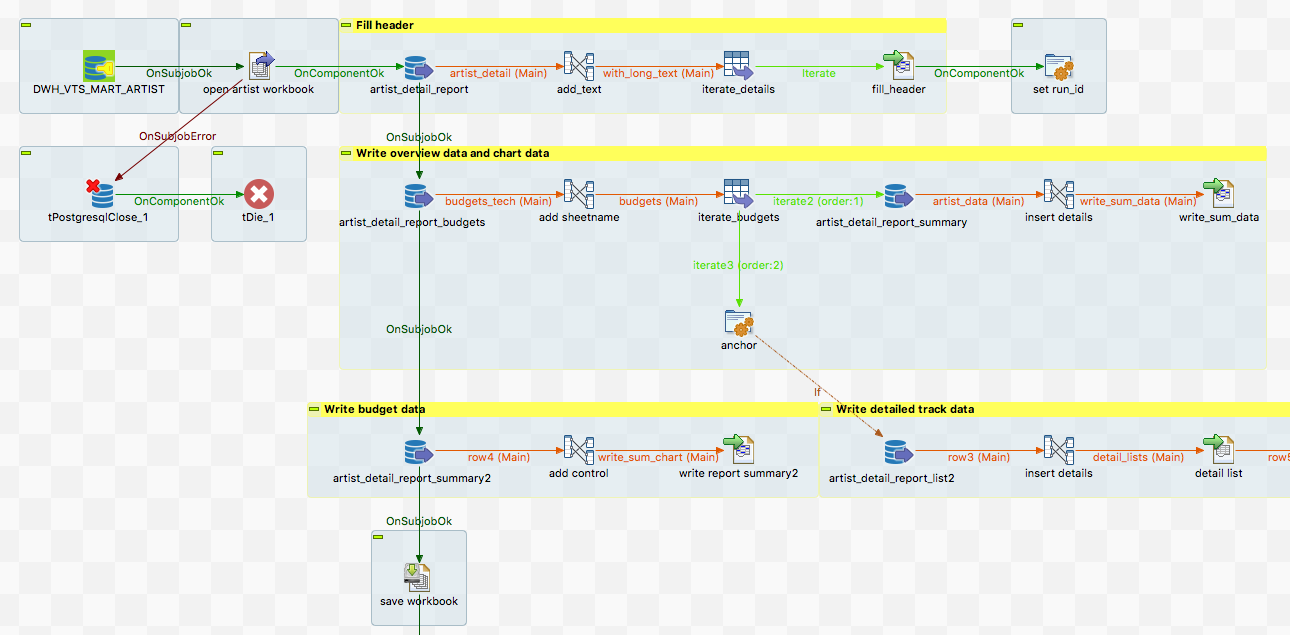 Fill header
OnSubjobOk
OnComponentOk
artist_detail (Main)
with_long_text (Main)
Iterate
OnComponentOk
DWH_VTS_MART_ARTIST
open artist workbook
artist_detail_report
add_text
iterate_details
fill_header
set run_id
OnSubjobError
OnSubjobOk
Write overview data and chart data
OnComponentOk
budgets_tech (Main)
budgets (Main)
iterate2 (order:1)
artist_data (Main)
write_sum_data (Main)
tPostgresqlClose_1
tDie_1
artist_detail_report_budgets
add sheetname
iterate_budgets
artist_detail_report_summary
insert details
write_sum_data
iterate3 (order:2)
OnSubjobOk
anchor
If
Write budget data
Write detailed track data
row4 (Main)
write_sum_chart (Main)
row3 (Main)
detail_lists (Main)
row5
artist_detail_report_summary2
add control
write report summary2
artist_detail_report_list2
insert details
detail list
OnSubjobOk
save workbook